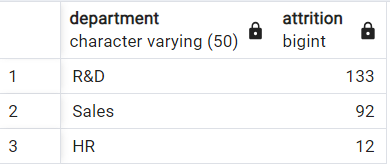 department attrition
character varying (50) bigint
1 R&D 133
2 Sales 92
3 HR 12